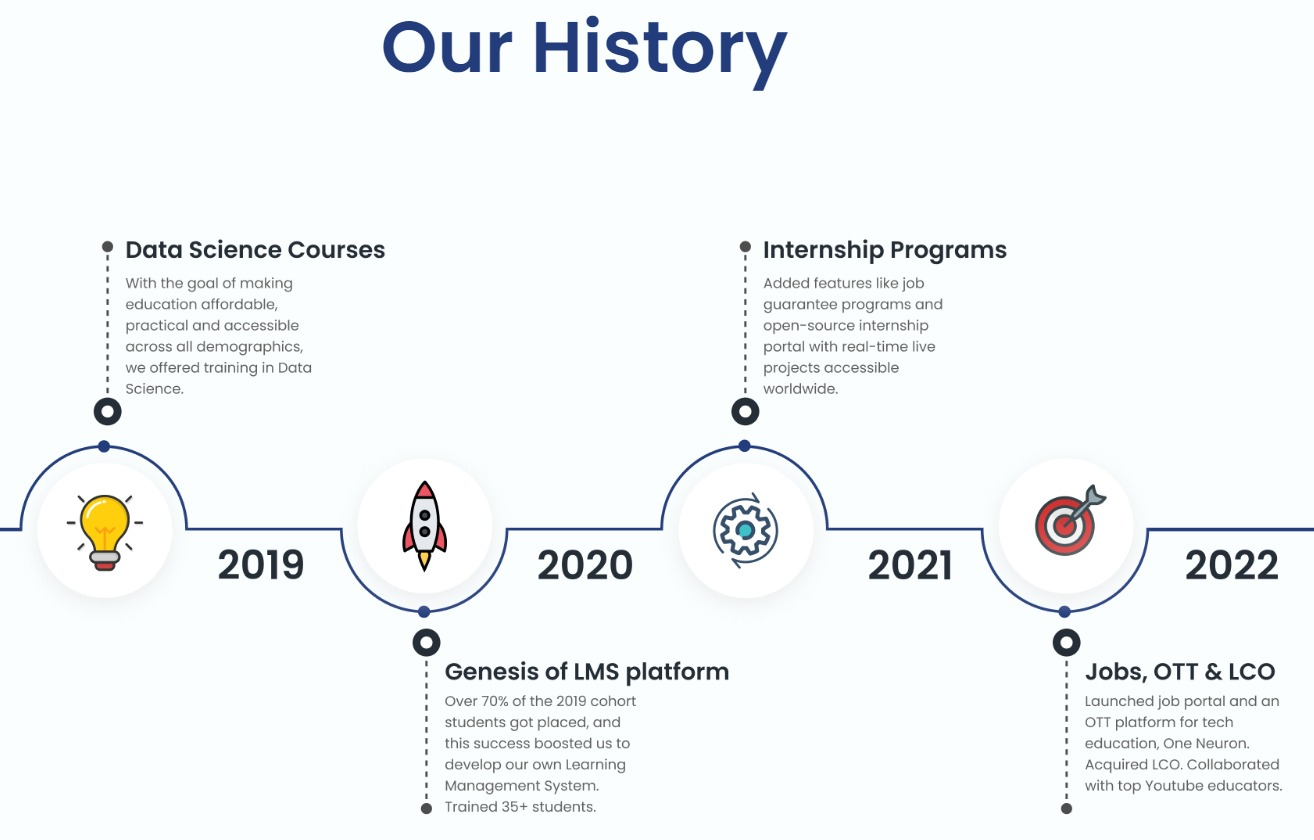 Our History
Data Science Courses
With the goal of making
education affordable,
practical and accessible
across all demographics,
we offered training in Data
Science.
Internship Programs
Added features like job
guarantee programs and
open-source internship
portal with real-time live
projects accessible
worldwide.
2019
2020
2021
2022
Genesis of LMS platform
Over 70% of the 2019 cohort
students got placed, and
this success boosted us to
develop our own Learning
Management System.
Trained 35+ students.
Jobs, OTT & LCO
Launched job portal and an
OTT platform for tech
education, One Neuron.
Acquired LCO. Collaborated
with top Youtube educators.